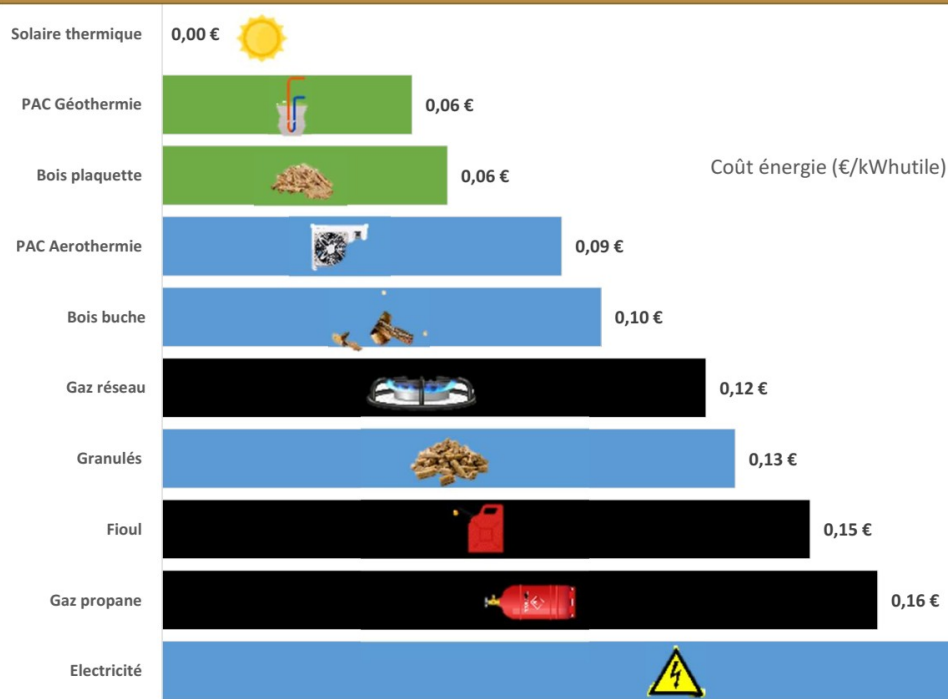 Solaire thermique 0,00 €
PAC Géothermie 0,06 €
Bois plaquette 0,06 €
Coût énergie (€/kWhutile)
PAC Aerothermie 0,09 €
Bois buche 0,10 €
Gaz réseau 0,12 €
Granulés 0,13 €
Fioul 0,15 €
Gaz propane 0,16 €
Electricité